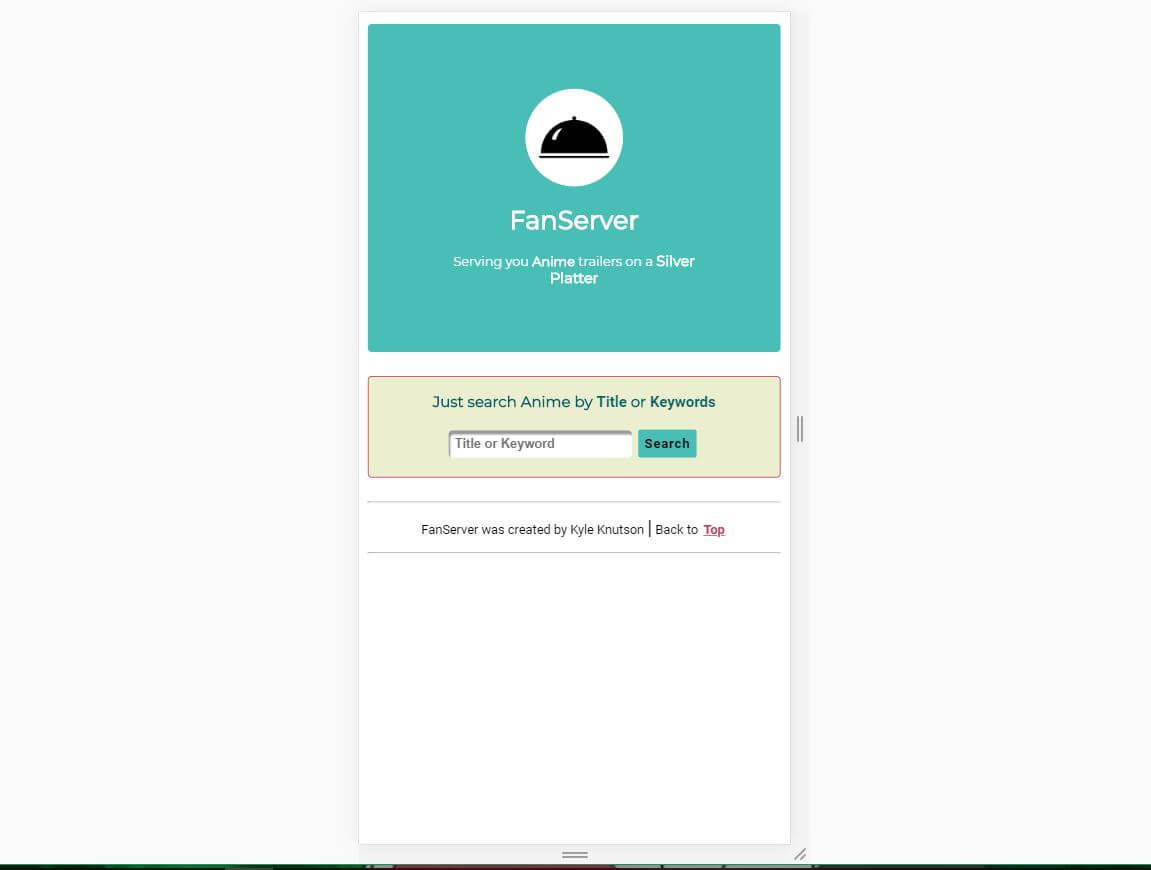 FanServer
Serving you Anime trailers on a Silver
Platter
Just search Anime by Title or Keywords
Title or Keyword Search
FanServer was created by Kyle Knutson | Back to Top